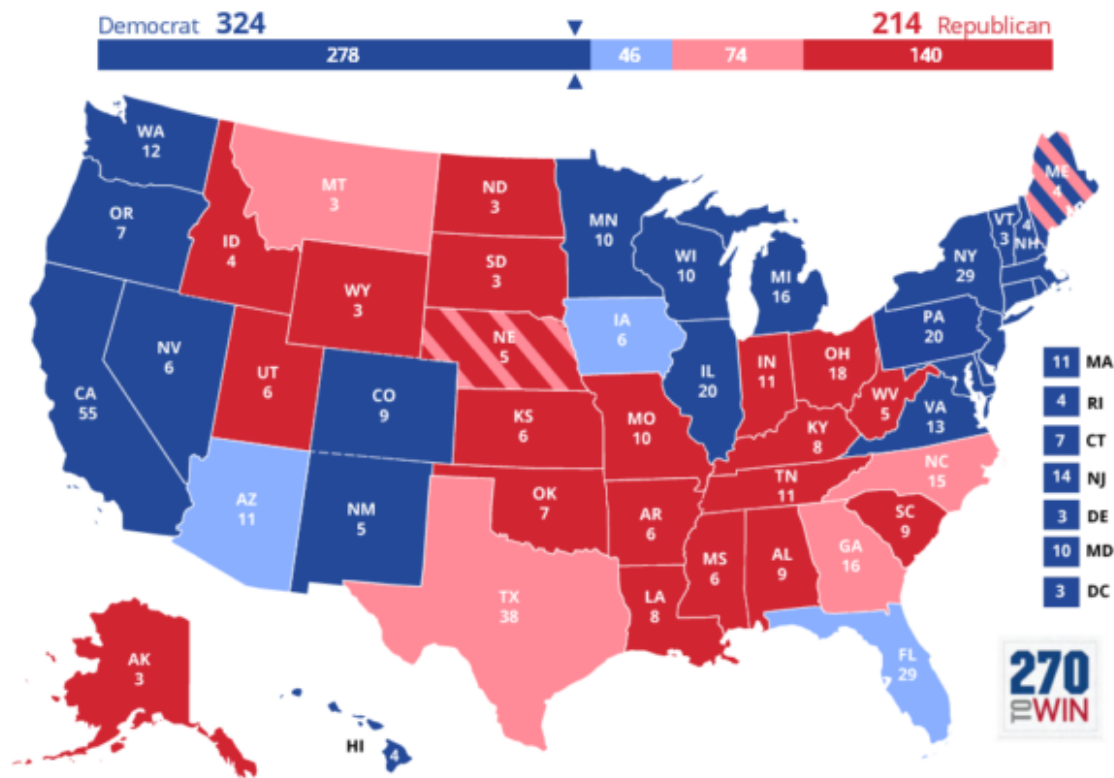 Democrat 324
214 Republican
278
46
74
140
WA
12
OR
7
CA
55
NV
6
ID
4
MT
3
WY
3
UT
6
CO
9
AZ
11
NM
5
ND
3
SD
3
NE
5
KS
6
OK
7
TX
38
MN
10
IA
6
MO
10
AR
6
LA
8
WI
10
IL
20
MI
16
IN
11
OH
18
KY
8
TN
11
MS
6
AL
9
GA
16
FL
29
SC
9
NC
15
VA
13
WV
5
PA
20
NY
29
VT
3
4
NH
ME
4
AK
3
HI
4
11 MA
4 RI
7 CT
14 NJ
3 DE
10 MD
3 DC
270
TO WIN